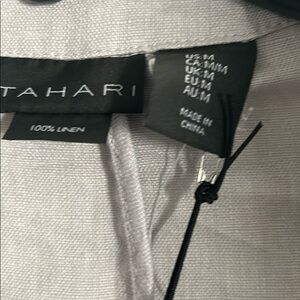 TAHARI
100% LINEN
US:M
CA:M/M
UK:M
EU:M
AU:M
MADE IN
CHINA